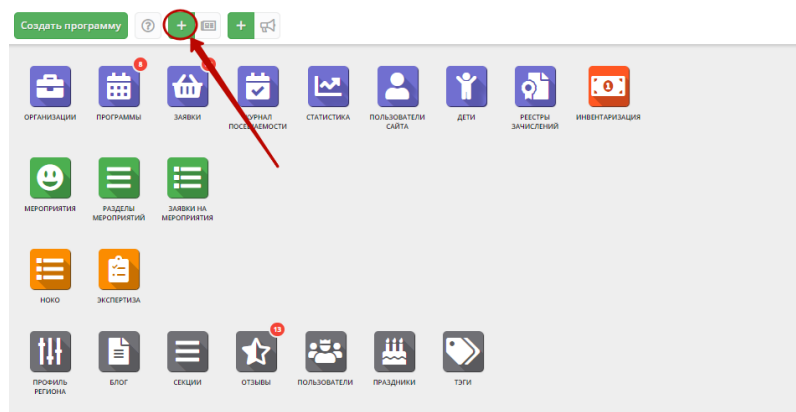 Создать программу
8
ОРГАНИЗАЦИИ
ПРОГРАММЫ
ЗАЯВКИ
ЖУРНАЛ
ПОСЕЩАЕМОСТИ
СТАТИСТИКА
ПОЛЬЗОВАТЕЛИ
САЙТА
ДЕТИ
РЕЕСТРЫ
ЗАЧИСЛЕНИЙ
ИНВЕНТАРИЗАЦИЯ
МЕРОПРИЯТИЯ
РАЗДЕЛЫ
МЕРОПРИЯТИЙ
ЗАЯВКИ НА
МЕРОПРИЯТИЯ
НОКО
ЭКСПЕРТИЗА
13
ПРОФИЛЬ
РЕГИОНА
БЛОГ
СЕКЦИИ
ОТЗЫВЫ
ПОЛЬЗОВАТЕЛИ
ПРАЗДНИКИ
ТЭГИ